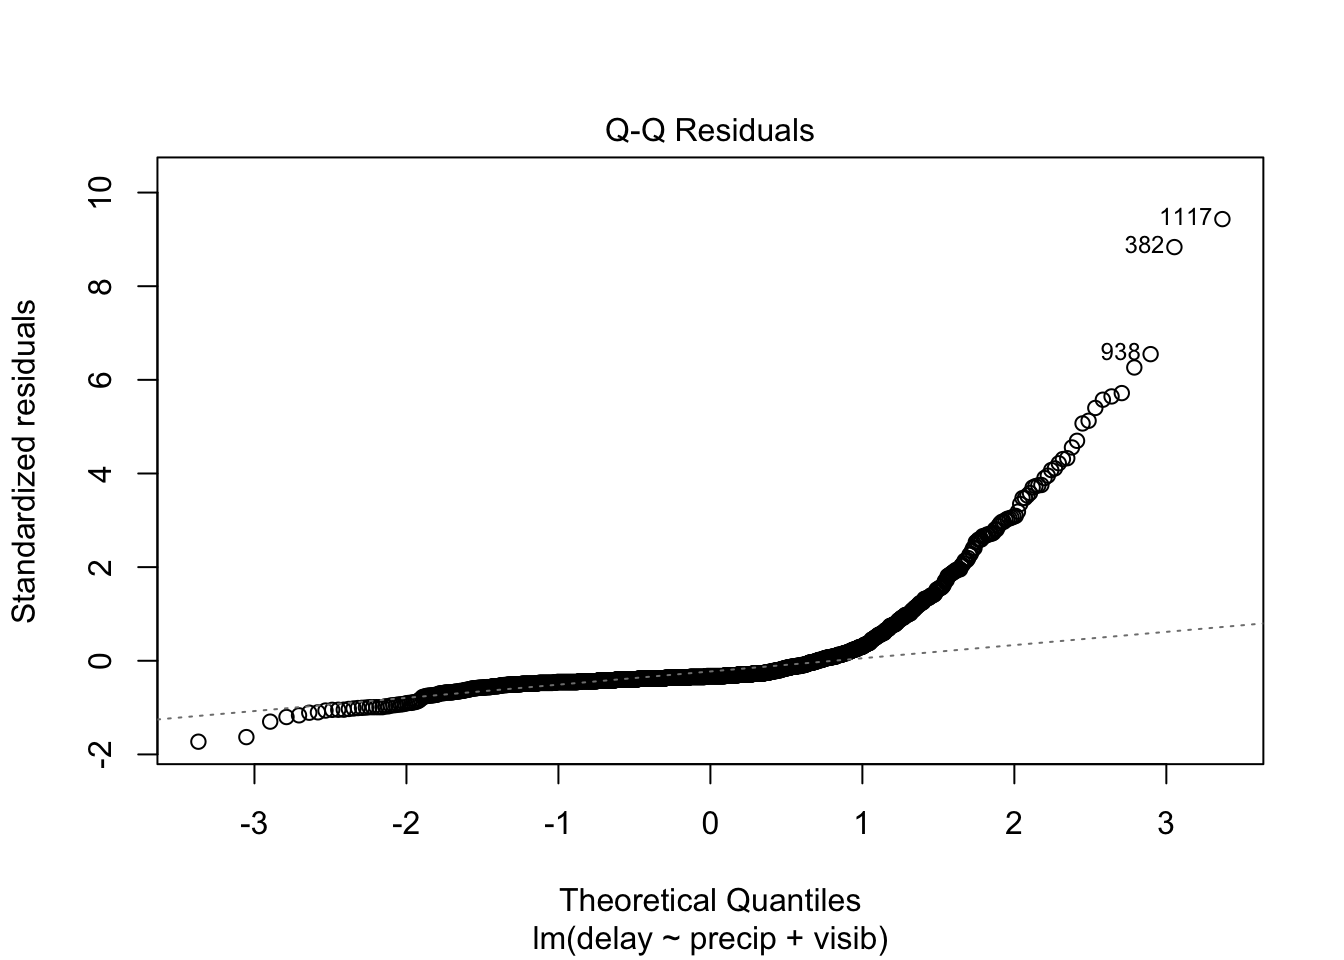 Q-Q Residuals
10
8
6
4
2
0
-2
Standardized residuals
1117
382
938
-3 -2 -1 0 1 2 3
Theoretical Quantiles
lm(delay ~ precip + visib)